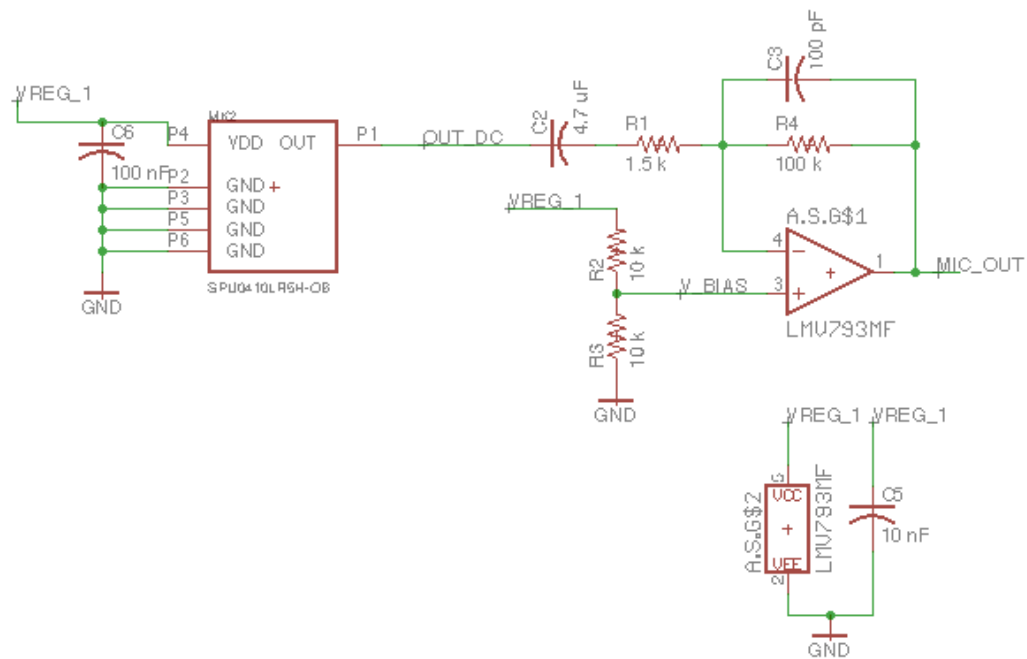 VREG_1
C6
100 nF
MK2
P4
VDD
OUT
P1
P2
GND
P3
GND
P5
GND
P6
GND
SPU0410LR5H-QB
GND
OUT_DC
C2
4.7 uF
R1
1.5 k
C3
100 pF
R4
100 k
VREG_1
R2
10 k
V_BIAS
R3
10 k
GND
A.S.G$1
4
3
1
MIC_OUT
LMV793MF
VREG_1
VREG_1
A.S.G$2
5
VCC
VEE
2
LMV793MF
C5
10 nF
GND